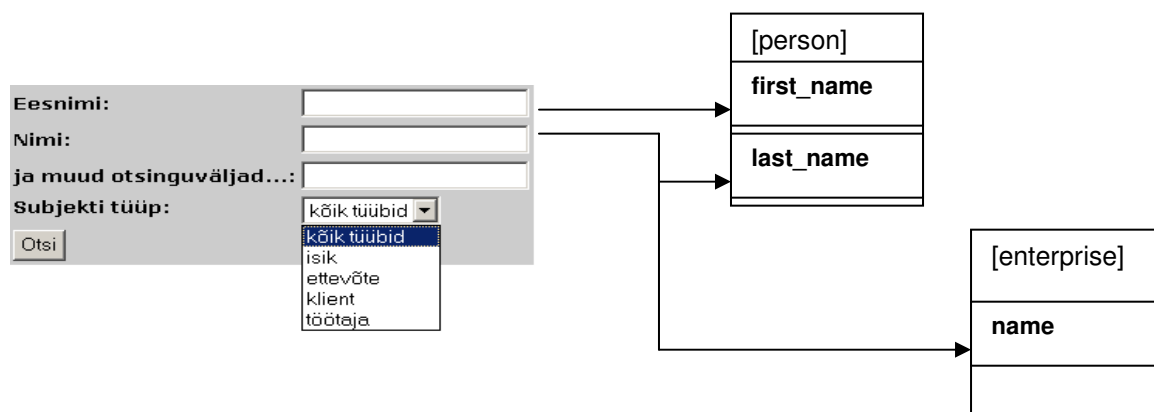 Eesnimi:
Nimi:
ja muud otsinguväljad...:
Subjekti tüüp:
kõik tüübid
kõik tüübid
isik
ettevõte
klient
töötaja
Otsi
[person]
first_name
last_name
[enterprise]
name